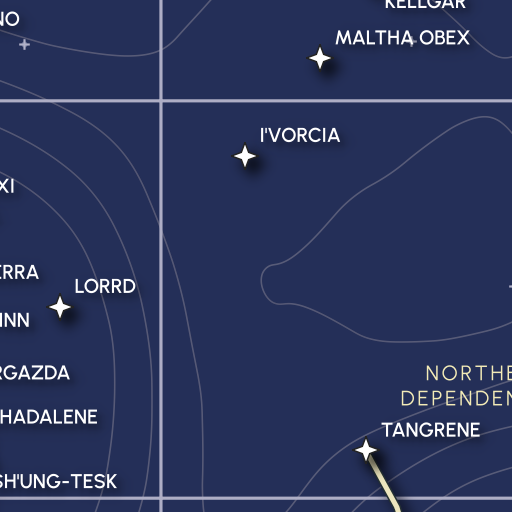 KELLGAR
NO
MALTHA OBEX
I'VORCIA
XI
ERRA
LORRD
INN
RGAZDA
NORTHE
DEPENDEN
HADALENE
TANGRENE
SH'UNG-TESK